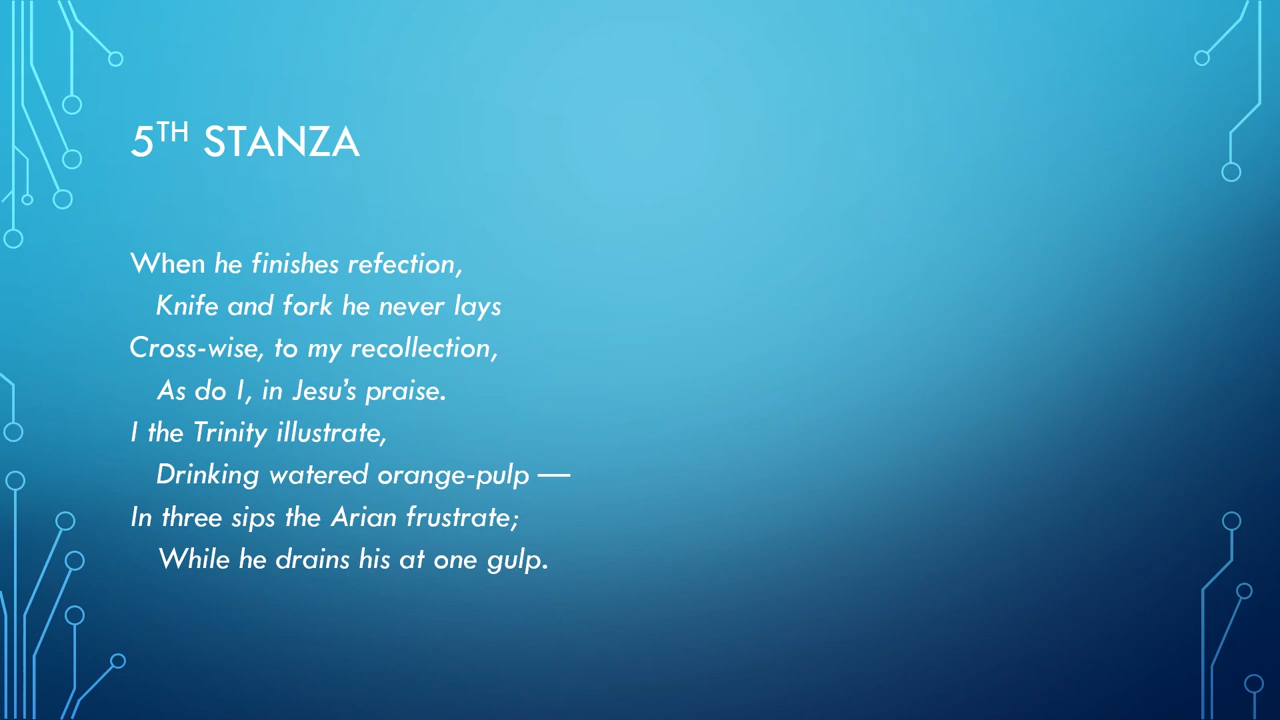 5TH STANZA
When he finishes refection,
Knife and fork he never lays
Cross-wise, to my recollection,
As do I, in Jesu’s praise.
I the Trinity illustrate,
Drinking watered orange-pulp —
In three sips the Arian frustrate;
While he drains his at one gulp.